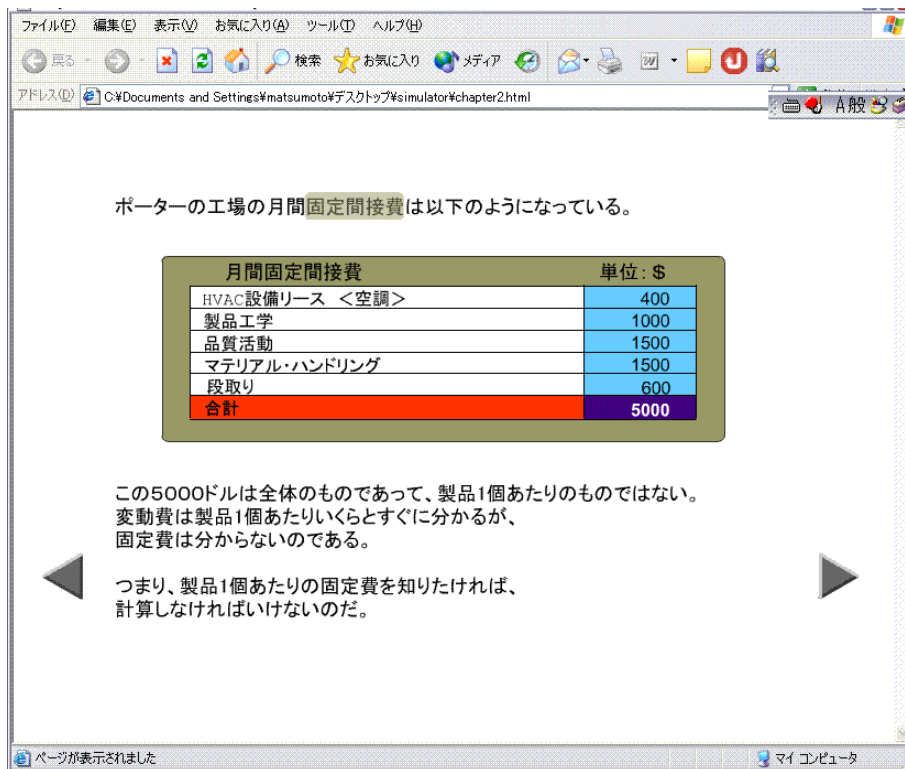 ファイル(F) 編集(E) 表示(V) お気に入り(A) ツール(T) ヘルプ(H)
戻る 検索 お気に入り メディア
アドレス(D) C:¥Documents and Settings¥matsumoto¥デスクトップ¥simulator¥chapter2.html
A般
ポーターの工場の月間固定間接費は以下のようになっている。
月間固定間接費 単位:$
HVAC設備リース <空調> 400
製品工学 1000
品質活動 1500
マテリアル・ハンドリング 1500
段取り 600
合計 5000
この5000ドルは全体のものであって、製品1個あたりのものではない。
変動費は製品1個あたりいくらとすぐに分かるが、
固定費は分からないのである。
つまり、製品1個あたりの固定費を知りたければ、
計算しなければいけないのだ。
ページが表示されました マイ コンピュータ